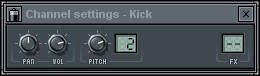 Channel settings - Kick
2 --
PAN VOL PITCH FX